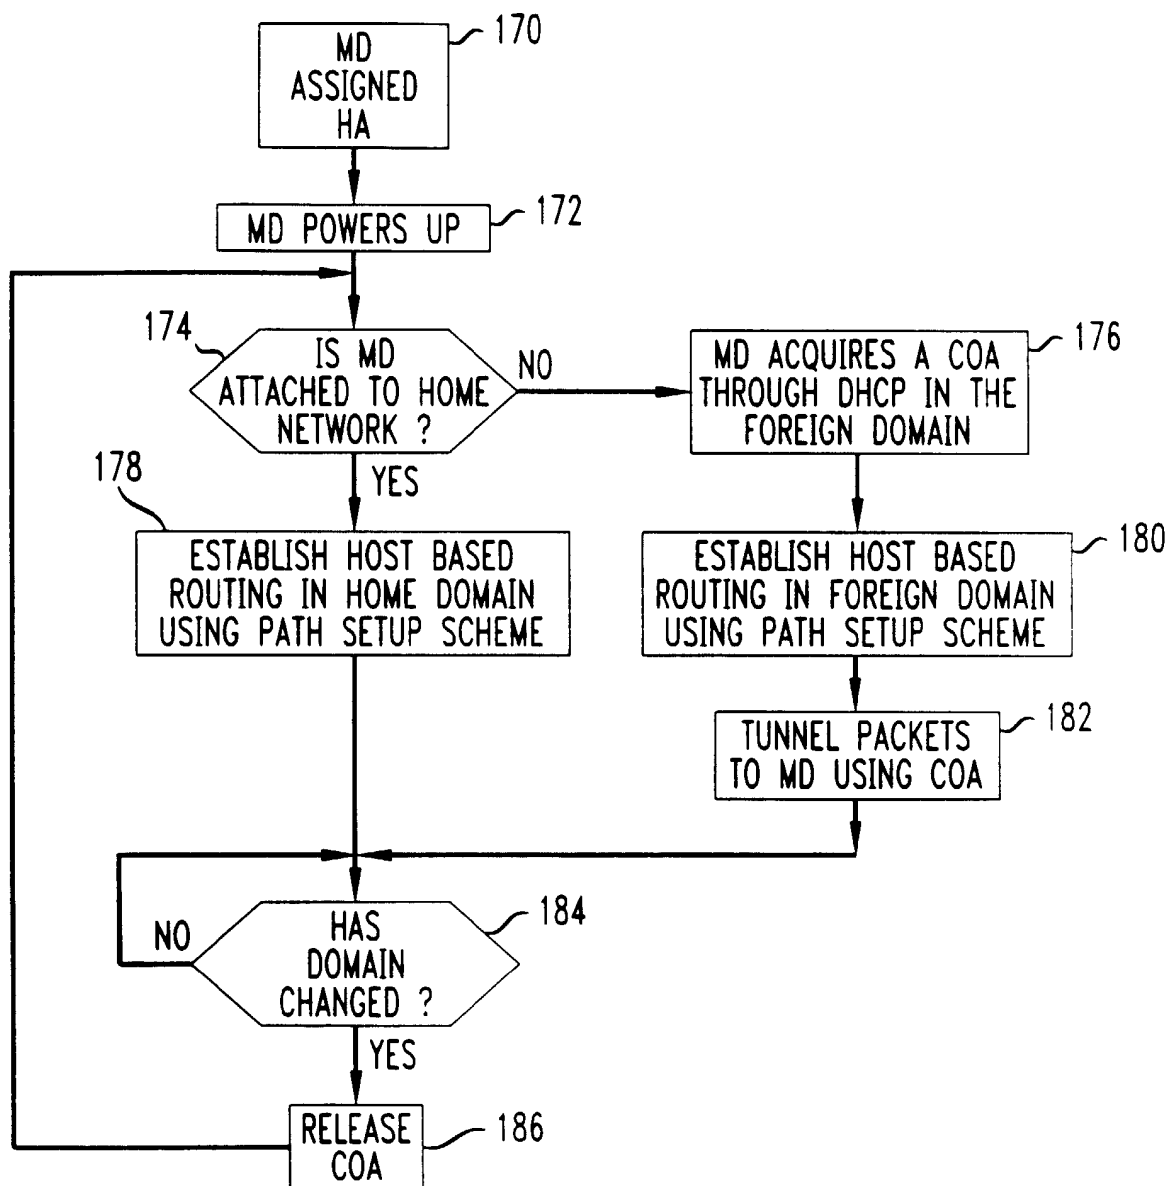 170
MD
ASSIGNED
HA
172
MD POWERS UP
174
IS MD
ATTACHED TO HOME
NETWORK ?
NO
YES
176
MD ACQUIRES A COA
THROUGH DHCP IN THE
FOREIGN DOMAIN
178
ESTABLISH HOST BASED
ROUTING IN HOME DOMAIN
USING PATH SETUP SCHEME
180
ESTABLISH HOST BASED
ROUTING IN FOREIGN DOMAIN
USING PATH SETUP SCHEME
182
TUNNEL PACKETS
TO MD USING COA
184
HAS
DOMAIN
CHANGED ?
NO
YES
186
RELEASE
COA